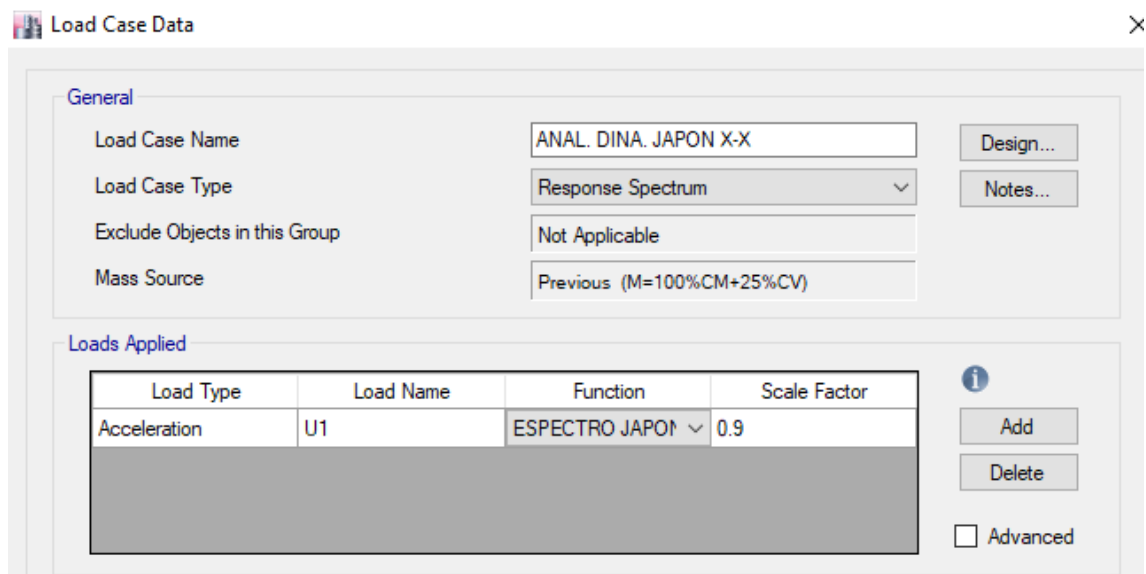 Load Case Data
General
Load Case Name ANAL. DINA. JAPON X-X Design...
Load Case Type Response Spectrum Notes...
Exclude Objects in this Group Not Applicable
Mass Source Previous (M=100%CM+25%CV)
Loads Applied
Load Type Load Name Function Scale Factor
Acceleration U1 ESPECTRO JAPON 0.9
Add
Delete
Advanced